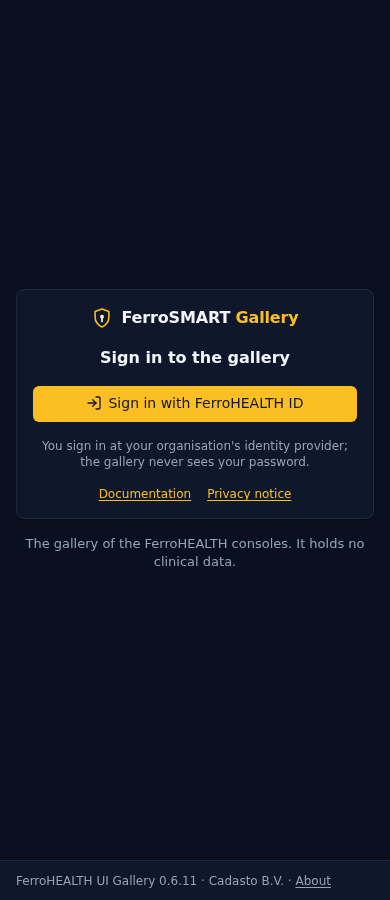 FerroSMART Gallery
Sign in to the gallery
Sign in with FerroHEALTH ID
You sign in at your organisation's identity provider;
the gallery never sees your password.
Documentation Privacy notice
The gallery of the FerroHEALTH consoles. It holds no
clinical data.
FerroHEALTH UI Gallery 0.6.11 · Cadasto B.V. · About